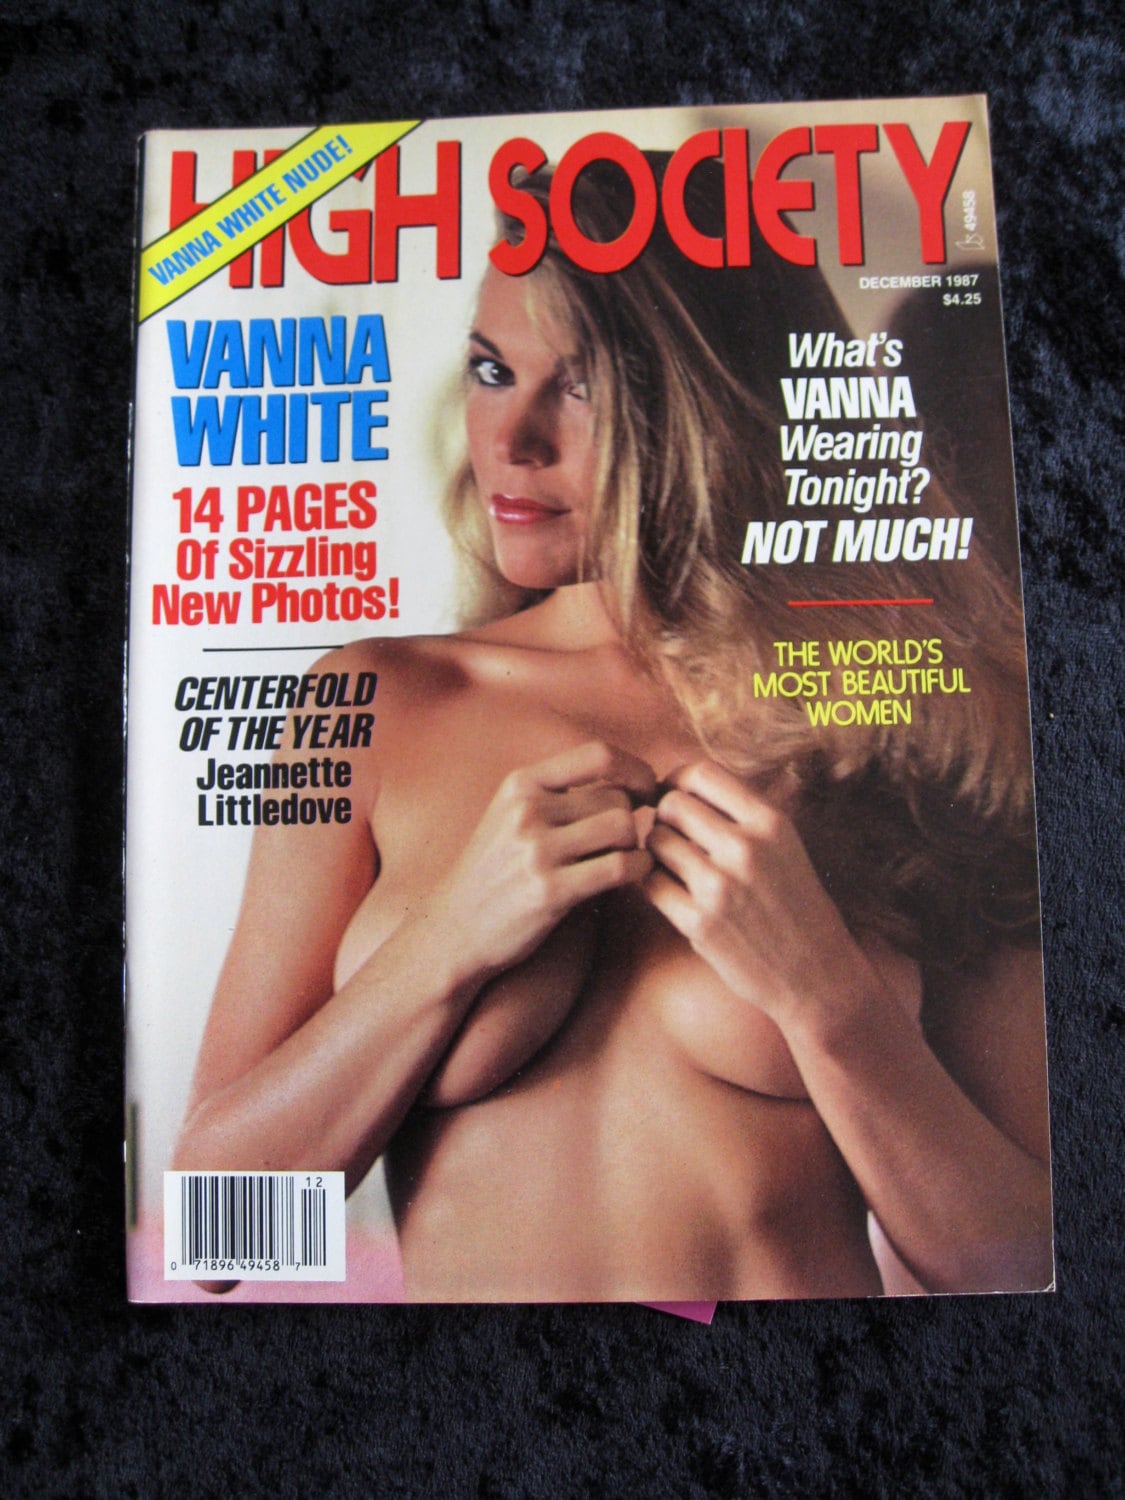 VANNA WHITE NUDE!
HIGH SOCIETY
49458
DECEMBER 1987
$4.25
VANNA
WHITE
14 PAGES
Of Sizzling
New Photos!
CENTERFOLD
OF THE YEAR
Jeannette
Littledove
What's
VANNA
Wearing
Tonight?
NOT MUCH!
THE WORLD'S
MOST BEAUTIFUL
WOMEN
12
0 71896 49458 7